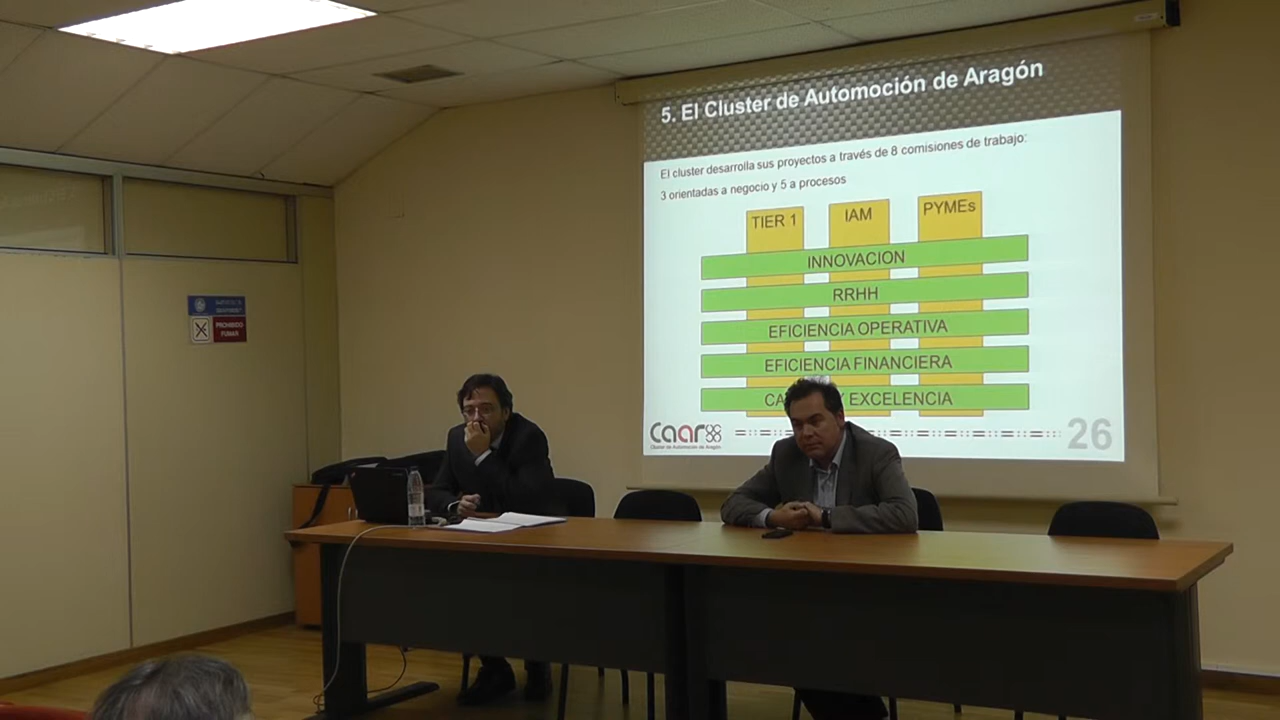 5. El Cluster de Automoción de Aragón
El cluster desarrolla sus proyectos a través de 8 comisiones de trabajo:
3 orientadas a negocio y 5 a procesos
TIER 1
IAM
PYMEs
INNOVACION
RRHH
EFICIENCIA OPERATIVA
EFICIENCIA FINANCIERA
Y EXCELENCIA
caar
Cluster de Automoción de Aragón
26
PROHIBIDO
FUMAR